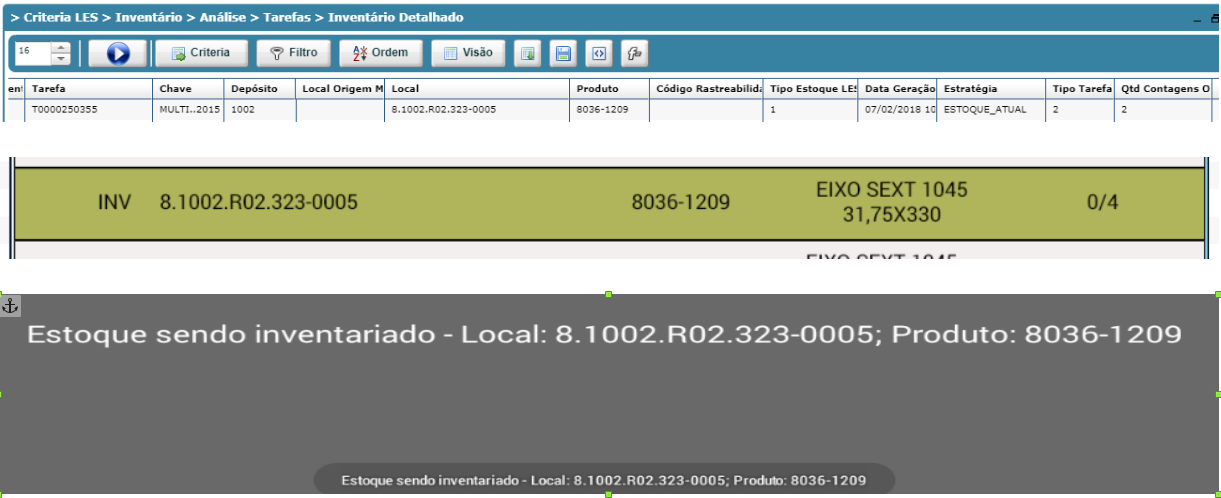 > Criteria LES > Inventário > Análise > Tarefas > Inventário Detalhado
16 Criteria Filtro Ordem Visão
Tarefa Chave Depósito Local Origem M Local Produto Código Rastreabilid Tipo Estoque LES Data Geração Estratégia Tipo Tarefa Qtd Contagens O
T0000250355 MULTI..2015 1002 8.1002.R02.323-0005 8036-1209 1 07/02/2018 10 ESTOQUE_ATUAL 2 2
INV 8.1002.R02.323-0005 8036-1209 EIXO SEXT 1045 0/4
31,75X330
EIXO SEXT 1045
Estoque sendo inventariado - Local: 8.1002.R02.323-0005; Produto: 8036-1209
Estoque sendo inventariado - Local: 8.1002.R02.323-0005; Produto: 8036-1209